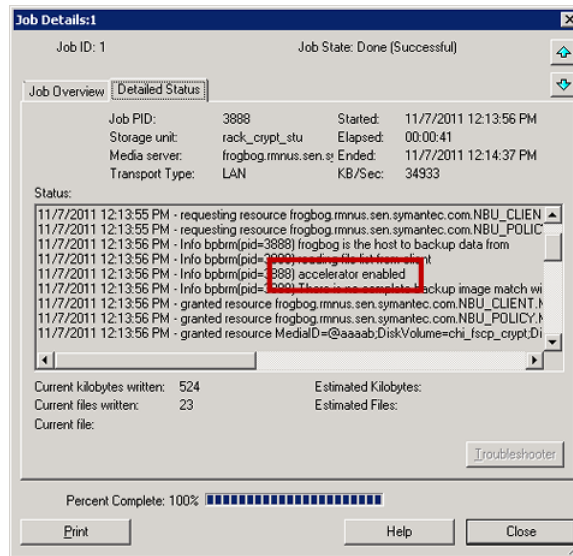 Job Details:1
Job ID: 1 Job State: Done (Successful)
Job Overview Detailed Status
Job PID: 3888 Started: 11/7/2011 12:13:56 PM
Storage unit: rack_crypt_stu Elapsed: 00:00:41
Media server: frogbog.rmnus.sen.sy Ended: 11/7/2011 12:14:37 PM
Transport Type: LAN KB/Sec: 34933
Status:
11/7/2011 12:13:55 PM - requesting resource frogbog.rmnus.sen.symantec.com.NBU_CLIEN
11/7/2011 12:13:55 PM - requesting resource frogbog.rmnus.sen.symantec.com.NBU_POLIC
11/7/2011 12:13:56 PM - Info bpbrm(pid=3888) frogbog is the host to backup data from
11/7/2011 12:13:56 PM - Info bpbrm(pid=3888) reading file list from client
11/7/2011 12:13:56 PM - Info bpbrm(pid=3888) accelerator enabled
11/7/2011 12:13:56 PM - Info bpbrm(pid=3888) There is no complete backup image match wi
11/7/2011 12:13:56 PM - granted resource frogbog.rmnus.sen.symantec.com.NBU_CLIENT.M
11/7/2011 12:13:56 PM - granted resource frogbog.rmnus.sen.symantec.com.NBU_POLICY.M
11/7/2011 12:13:56 PM - granted resource MediaID=@aaaab;DiskVolume=chi_fscp_crypt;Di
Current kilobytes written: 524 Estimated Kilobytes:
Current files written: 23 Estimated Files:
Current file:
Troubleshooter
Percent Complete: 100%
Print Help Close